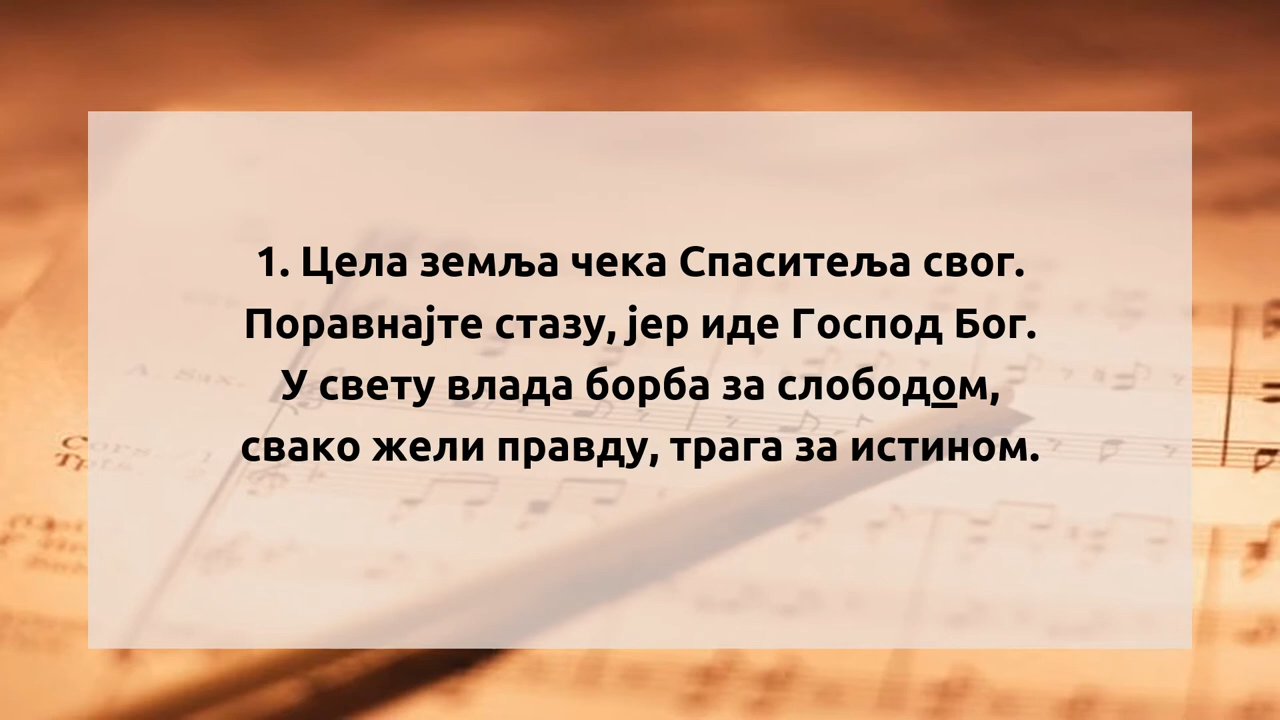 1. Цела земља чека Спаситеља свог.
Поравнајте стазу, јер иде Господ Бог.
У свету влада борба за слободом,
свако жели правду, трага за истином.